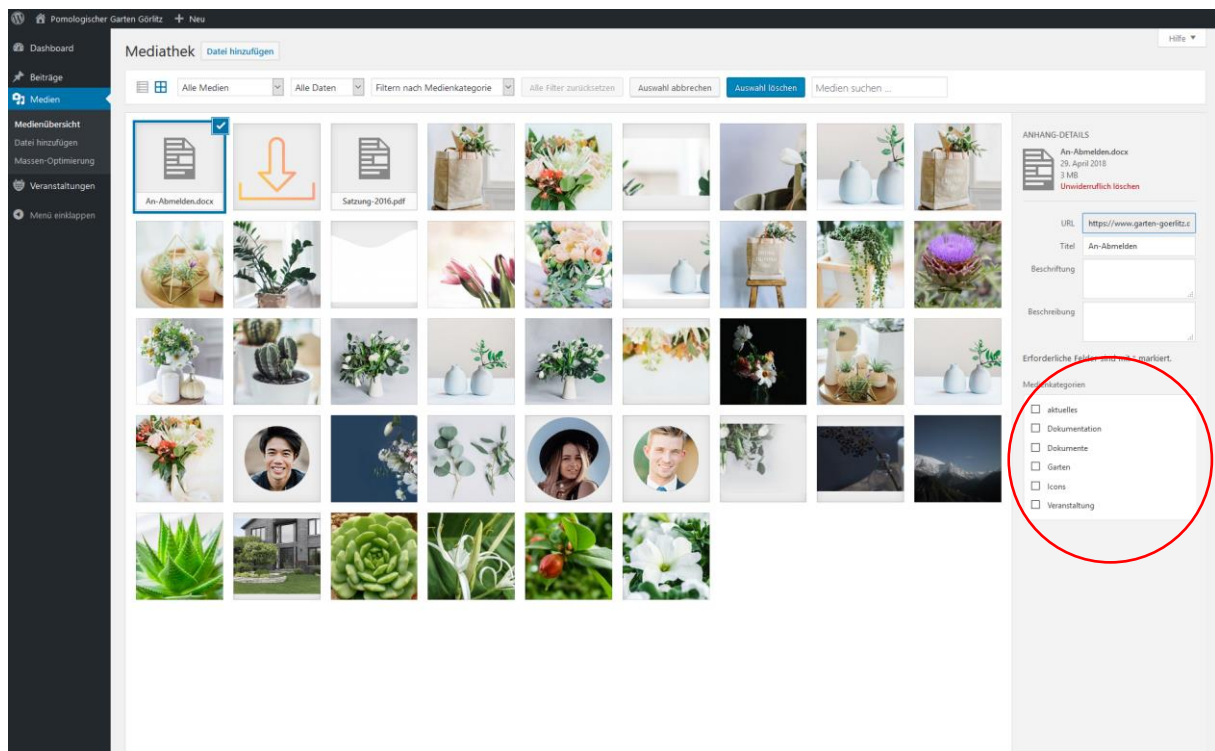 Pomologischer Garten Görlitz + Neu
Hilfe
Dashboard
Beiträge
Medien
Medienübersicht
Datei hinzufügen
Massen-Optimierung
Veranstaltungen
Menü einklappen
Mediathek Datei hinzufügen
Alle Medien Alle Daten Filtern nach Medienkategorie Alle Filter zurücksetzen Auswahl abbrechen Auswahl löschen Medien suchen ...
An-Abmelden.docx
Satzung-2016.pdf
ANHANG-DETAILS
An-Abmelden.docx
29. April 2018
3 MB
Unwiderruflich löschen
URL https://www.garten-goerlitz.c
Titel An-Abmelden
Beschriftung
Beschreibung
Erforderliche Felder sind mit * markiert.
Medienkategorien
aktuelles
Dokumentation
Dokumente
Garten
Icons
Veranstaltung